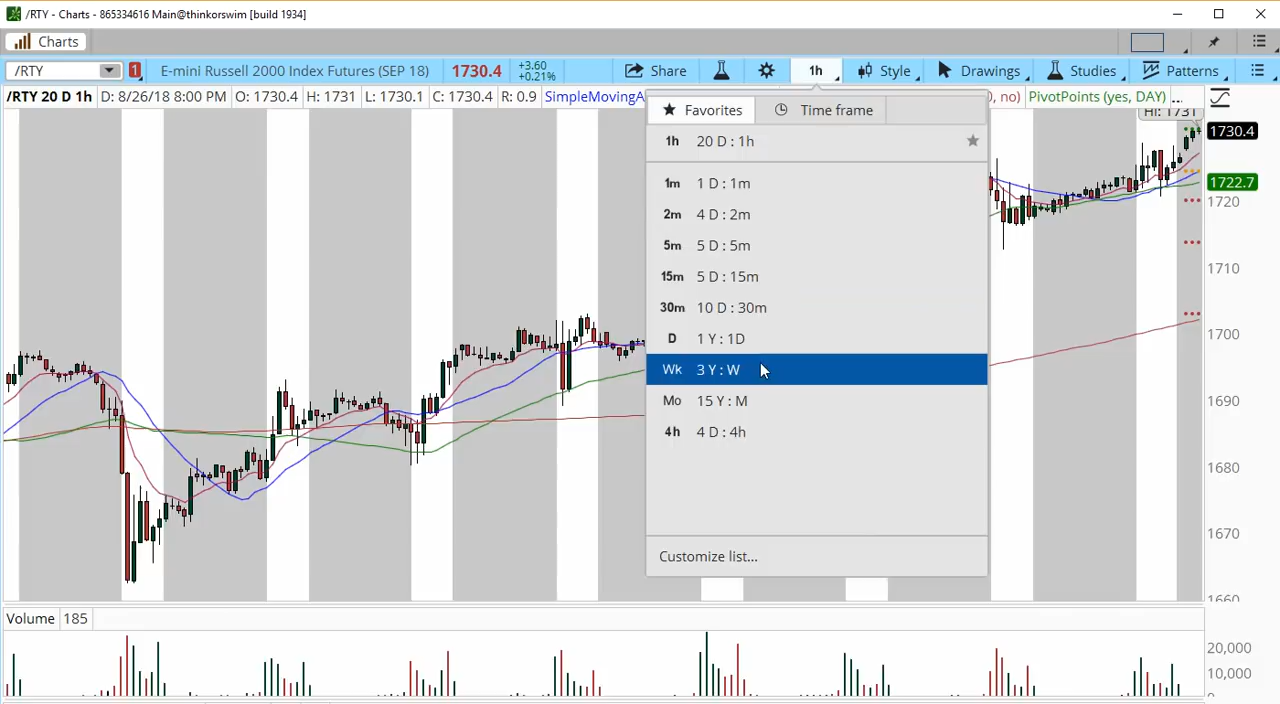 /RTY - Charts - 865334616 Main@thinkorswim [build 1934]
Charts
/RTY 1 E-mini Russell 2000 Index Futures (SEP 18) 1730.4 +3.60 +0.21% Share 1h Style Drawings Studies Patterns
/RTY 20 D 1h D: 8/26/18 8:00 PM O: 1730.4 H: 1731 L: 1730.1 C: 1730.4 R: 0.9 SimpleMovingA 0, no) PivotPoints (yes, DAY) ...
Favorites Time frame
Hi: 1731
1h 20 D : 1h
1m 1 D : 1m
2m 4 D : 2m
5m 5 D : 5m
15m 5 D : 15m
30m 10 D : 30m
D 1 Y : 1D
Wk 3 Y : W
Mo 15 Y : M
4h 4 D : 4h
Customize list...
1730.4
1722.7
1720
1710
1700
1690
1680
1670
1660
Volume 185
20,000
10,000
0